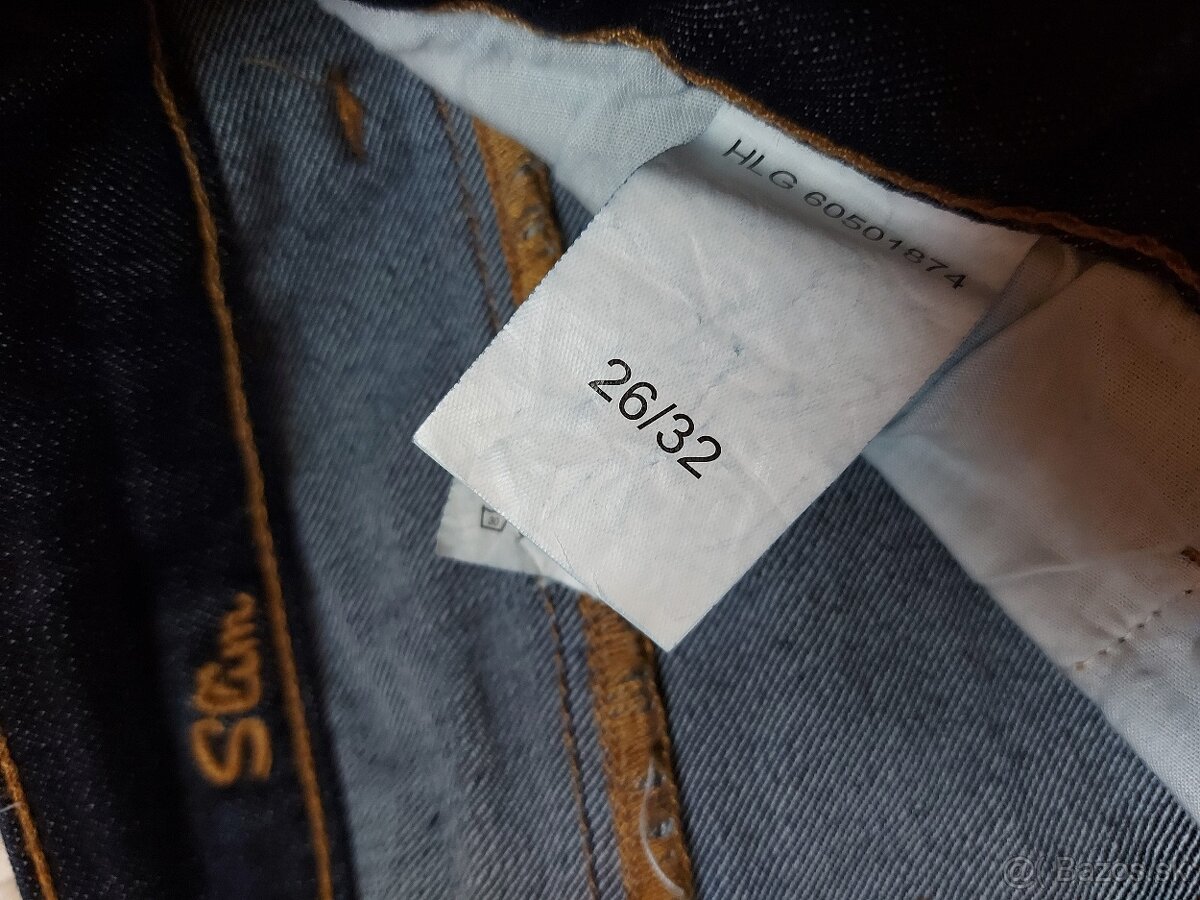 HLG 60501874
26/32
Slim
@( Bazos.sk